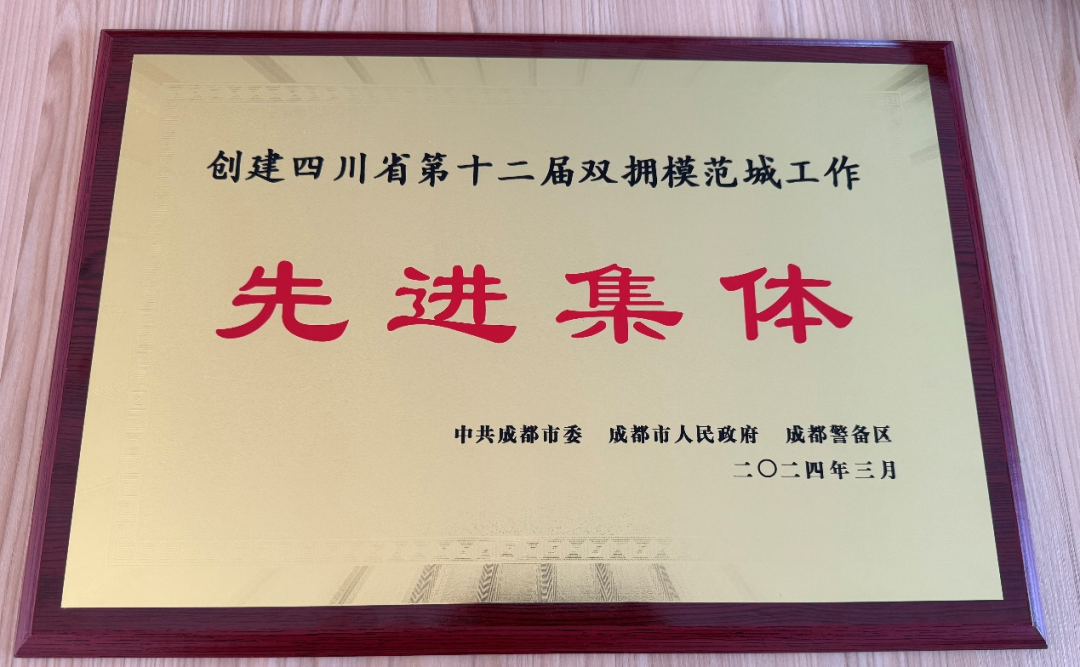 创建四川省第十二届双拥模范城工作
先进集体
中共成都市委 成都市人民政府 成都警备区
二〇二四年三月